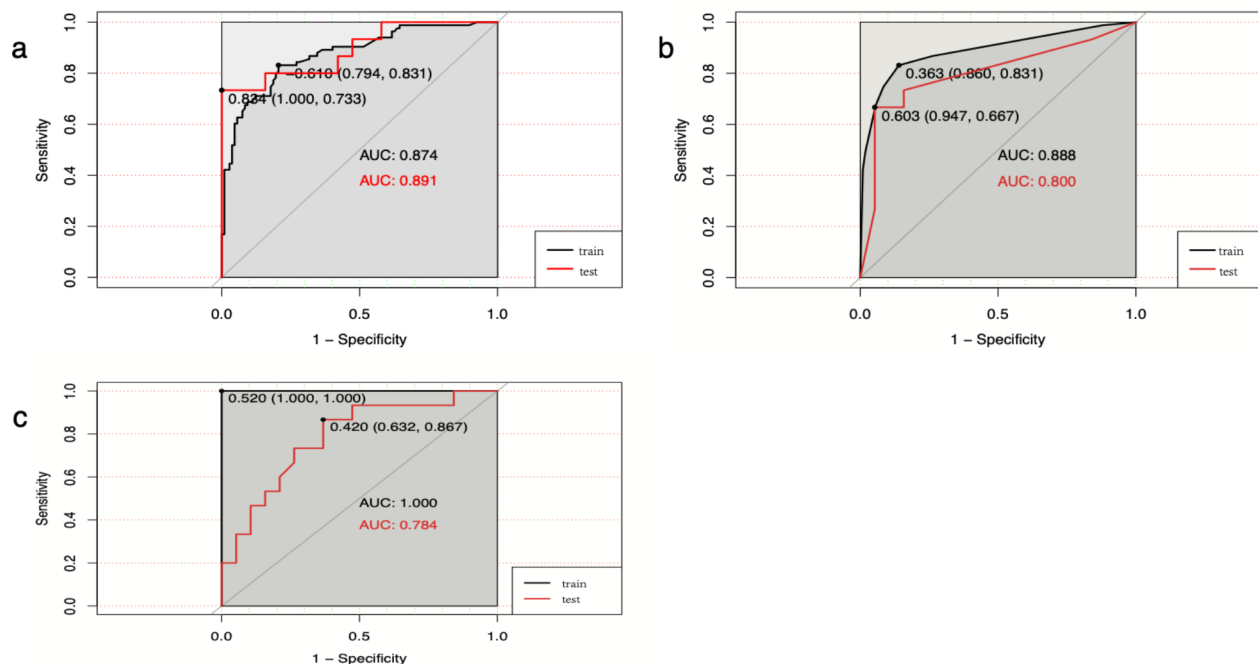 a
Sensitivity
1.0
0.8
0.6
0.4
0.2
0.0
−0.610 (0.794, 0.831)
0.834 (1.000, 0.733)
AUC: 0.874
AUC: 0.891
train
test
0.0 0.5 1.0
1 − Specificity
b
Sensitivity
1.0
0.8
0.6
0.4
0.2
0.0
0.363 (0.860, 0.831)
0.603 (0.947, 0.667)
AUC: 0.888
AUC: 0.800
train
test
0.0 0.5 1.0
1 − Specificity
c
Sensitivity
1.0
0.8
0.6
0.4
0.2
0.0
0.520 (1.000, 1.000)
0.420 (0.632, 0.867)
AUC: 1.000
AUC: 0.784
train
test
0.0 0.5 1.0
1 − Specificity